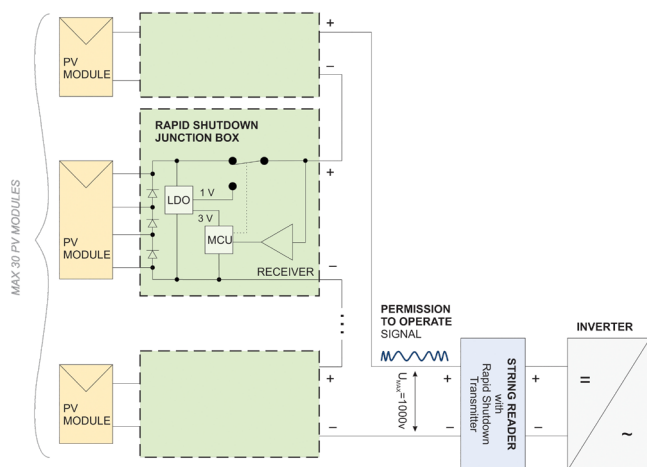 MAX 30 PV MODULES
PV
MODULE
+
−
RAPID SHUTDOWN
JUNCTION BOX
PV
MODULE
LDO
1 V
3 V
MCU
RECEIVER
+
−
PV
MODULE
+
−
PERMISSION
TO OPERATE
SIGNAL
UMAX=1000v
+
−
STRING READER
with
Rapid Shutdown
Transmitter
+
−
INVERTER
=
~